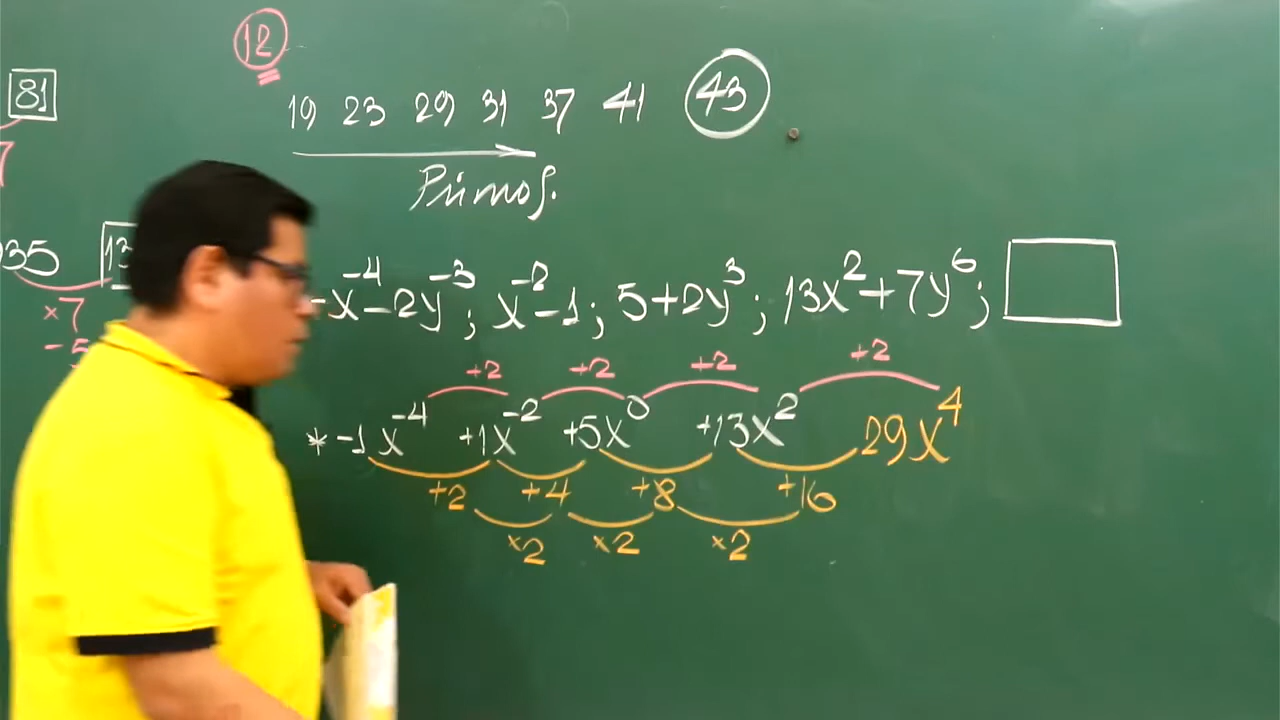 12
81
19 23 29 31 37 41 43
7
Primos.
35
-x⁻⁴-2y⁻³; x⁻²-1; 5+2y³; 13x²+7y⁶;
×7
-5
+2 +2 +2 +2
* -1x⁻⁴ +1x⁻² +5x⁰ +13x² 29x⁴
+2 +4 +8 +16
×2 ×2 ×2